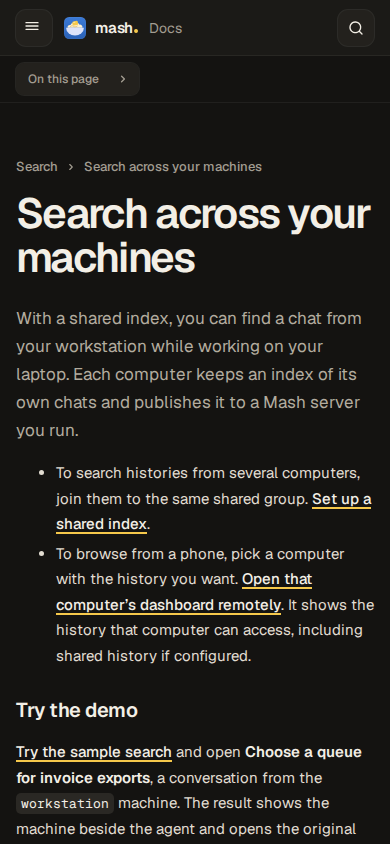 mash. Docs
On this page
Search > Search across your machines
Search across your
machines
With a shared index, you can find a chat from
your workstation while working on your
laptop. Each computer keeps an index of its
own chats and publishes it to a Mash server
you run.
• To search histories from several computers,
join them to the same shared group. Set up a
shared index.
• To browse from a phone, pick a computer
with the history you want. Open that
computer’s dashboard remotely. It shows the
history that computer can access, including
shared history if configured.
Try the demo
Try the sample search and open Choose a queue
for invoice exports, a conversation from the
workstation machine. The result shows the
machine beside the agent and opens the original